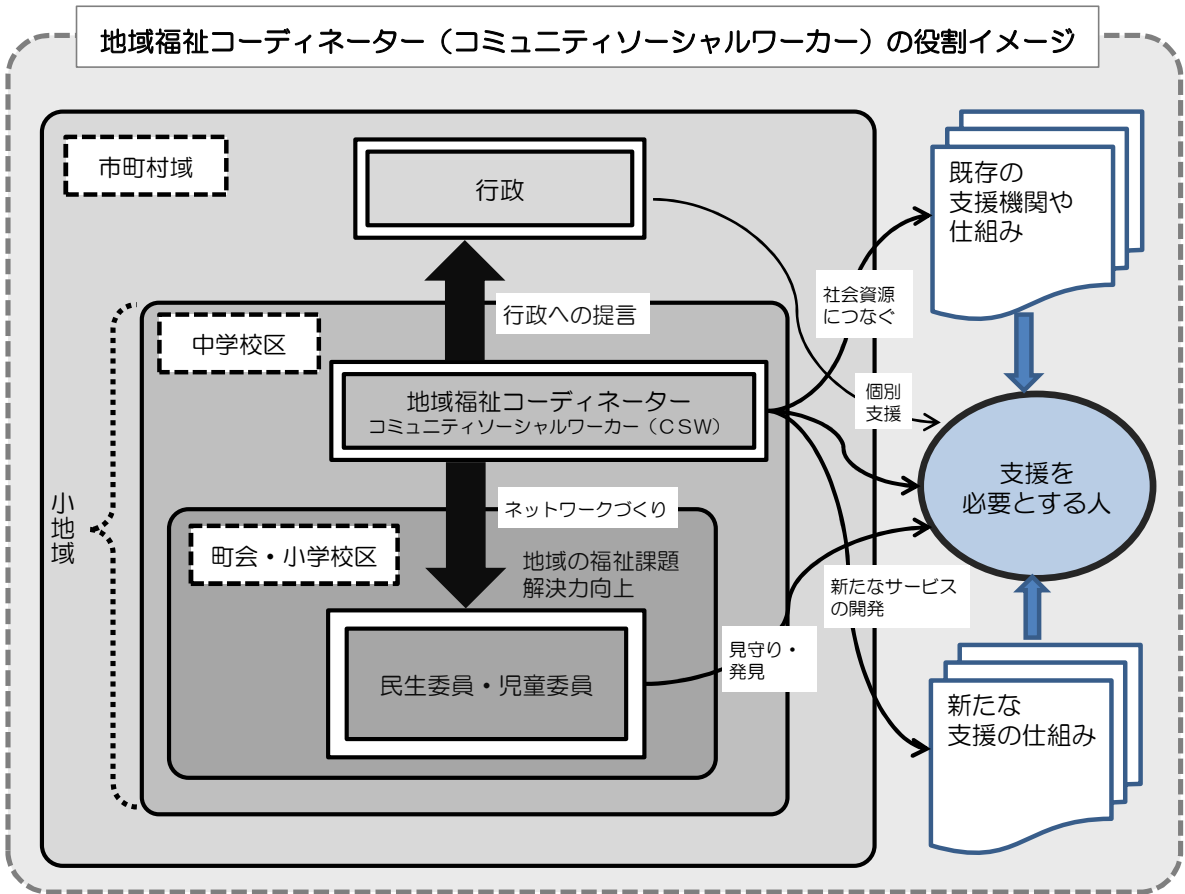 地域福祉コーディネーター（コミュニティソーシャルワーカー）の役割イメージ
市町村域
行政
既存の
支援機関や
仕組み
行政への提言
社会資源
につなぐ
中学校区
地域福祉コーディネーター
コミュニティソーシャルワーカー（ＣＳＷ）
個別
支援
支援を
必要とする人
小地域
ネットワークづくり
町会・小学校区
地域の福祉課題
解決力向上
新たなサービス
の開発
見守り・
発見
民生委員・児童委員
新たな
支援の仕組み